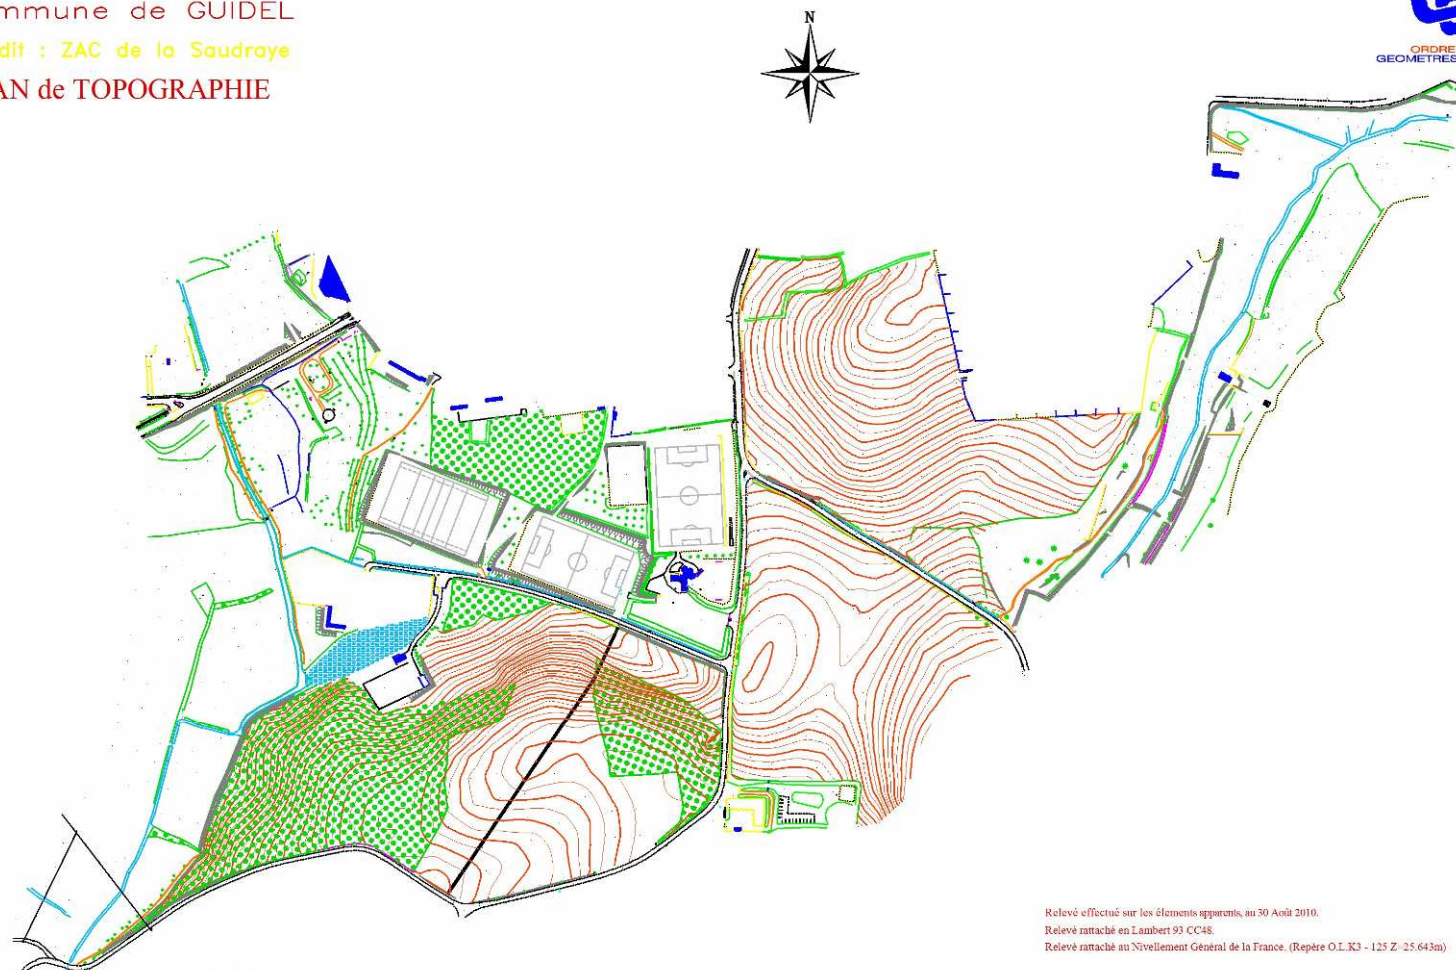 mmune de GUIDEL
dit : ZAC de la Saudraye
AN de TOPOGRAPHIE
N
ORDRE
GEOMETRES
Relevé effectué sur les élements apparents, au 30 Août 2010.
Relevé rattaché en Lambert 93 CC48.
Relevé rattaché au Nivellement Général de la France. (Repère O.L.K3 - 125 Z=25.643m)